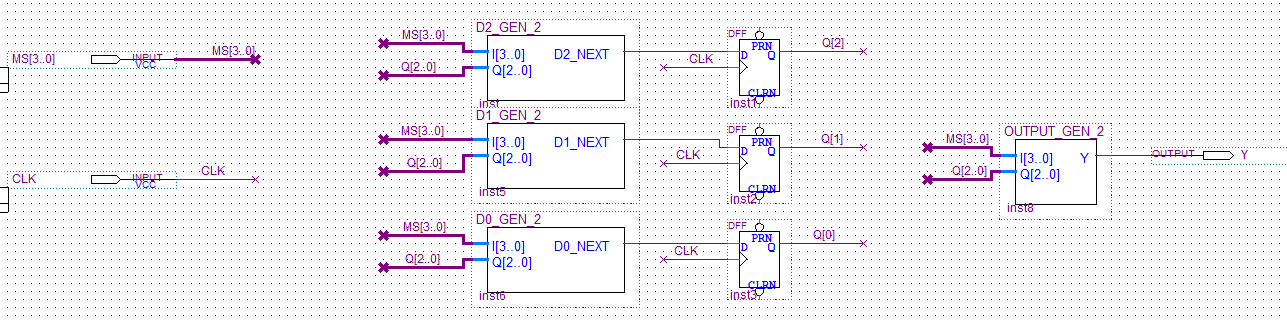 MS[3..0] INPUT VCC MS[3..0]
CLK INPUT VCC CLK
D2_GEN_2
MS[3..0] I[3..0] D2_NEXT
Q[2..0] Q[2..0]
inst
DFF
PRN
D Q Q[2]
CLK
CLRN
inst1
D1_GEN_2
MS[3..0] I[3..0] D1_NEXT
Q[2..0] Q[2..0]
inst5
DFF
PRN
D Q Q[1]
CLK
CLRN
inst2
D0_GEN_2
MS[3..0] I[3..0] D0_NEXT
Q[2..0] Q[2..0]
inst6
DFF
PRN
D Q Q[0]
CLK
CLRN
inst3
OUTPUT_GEN_2
MS[3..0] I[3..0] Y OUTPUT Y
Q[2..0] Q[2..0]
inst8